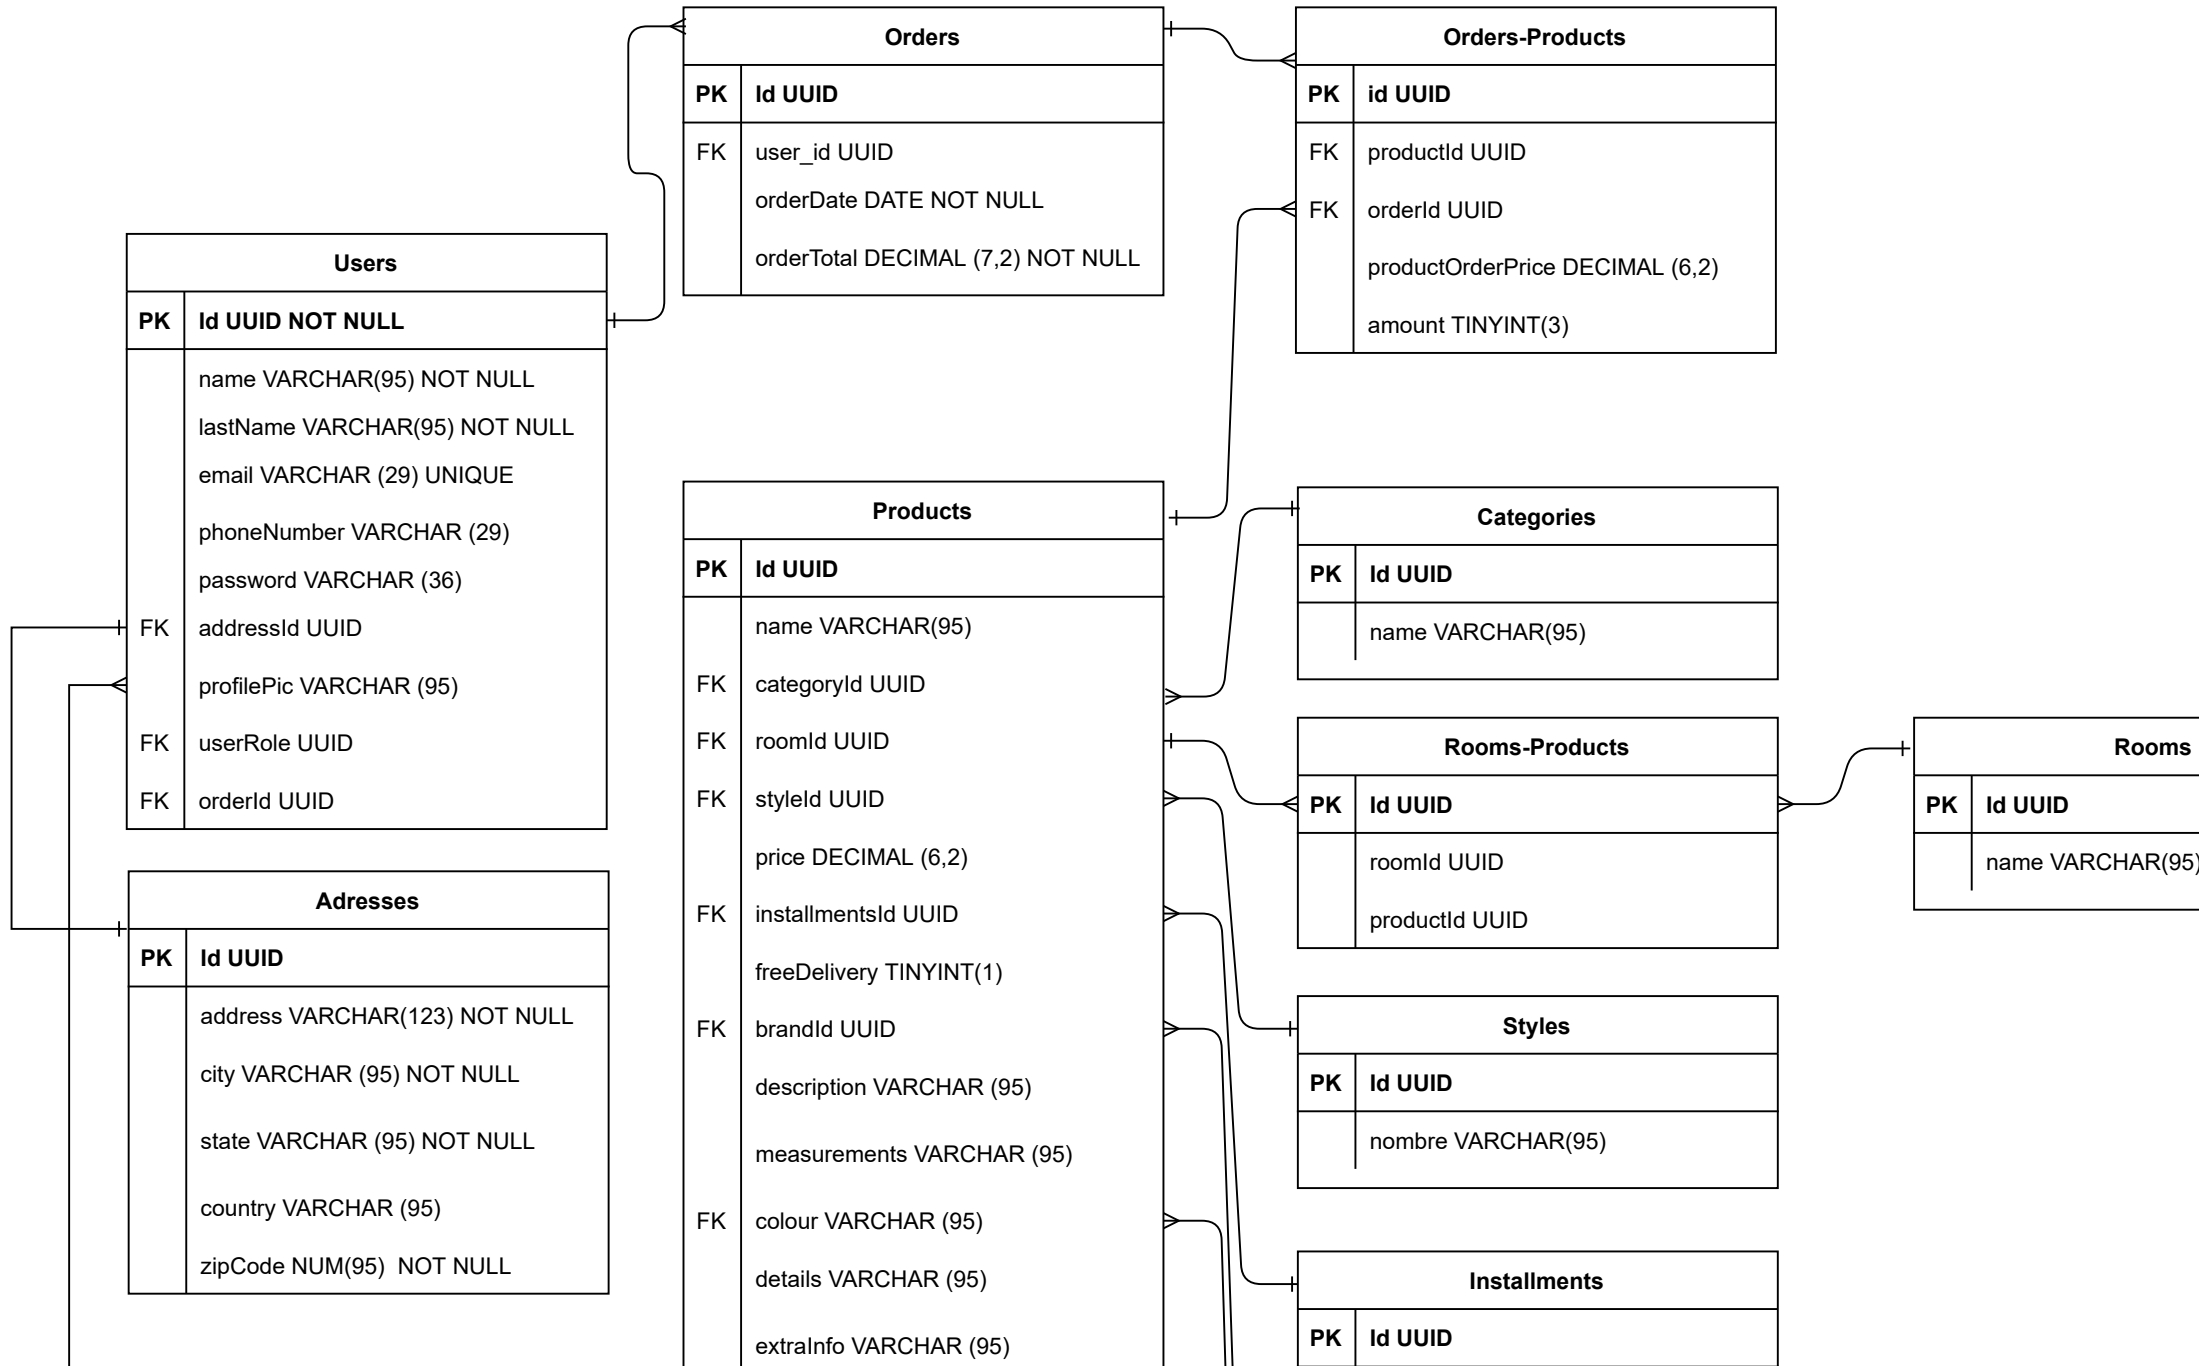 Orders
PK Id UUID
FK user_id UUID
orderDate DATE NOT NULL
orderTotal DECIMAL (7,2) NOT NULL
Orders-Products
PK id UUID
FK productId UUID
FK orderId UUID
productOrderPrice DECIMAL (6,2)
amount TINYINT(3)
Users
PK Id UUID NOT NULL
name VARCHAR(95) NOT NULL
lastName VARCHAR(95) NOT NULL
email VARCHAR (29) UNIQUE
phoneNumber VARCHAR (29)
password VARCHAR (36)
FK addressId UUID
profilePic VARCHAR (95)
FK userRole UUID
FK orderId UUID
Adresses
PK Id UUID
address VARCHAR(123) NOT NULL
city VARCHAR (95) NOT NULL
state VARCHAR (95) NOT NULL
country VARCHAR (95)
zipCode NUM(95) NOT NULL
Products
PK Id UUID
name VARCHAR(95)
FK categoryId UUID
FK roomId UUID
FK styleId UUID
price DECIMAL (6,2)
FK installmentsId UUID
freeDelivery TINYINT(1)
FK brandId UUID
description VARCHAR (95)
measurements VARCHAR (95)
FK colour VARCHAR (95)
details VARCHAR (95)
extraInfo VARCHAR (95)
Categories
PK Id UUID
name VARCHAR(95)
Rooms-Products
PK Id UUID
roomId UUID
productId UUID
Rooms
PK Id UUID
name VARCHAR(95)
Styles
PK Id UUID
nombre VARCHAR(95)
Installments
PK Id UUID